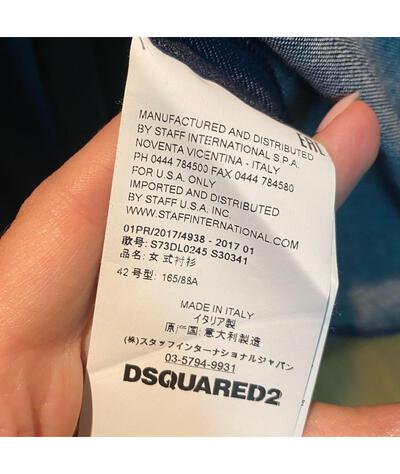 MANUFACTURED AND DISTRIBUTED
BY STAFF INTERNATIONAL S.P.A.
NOVENTA VICENTINA - ITALY
PH 0444 784500 FAX 0444 784580
FOR U.S.A. ONLY
IMPORTED AND DISTRIBUTED
BY STAFF U.S.A. INC.
WWW.STAFFINTERNATIONAL.COM
01PR/2017/4938 - 2017 01
款号: S73DL0245 S30341
品名: 女式衬衫
42 号型: 165/88A
MADE IN ITALY
イタリア製
原产国: 意大利製造
(株)スタッフインターナショナルジャパン
03-5794-9931
DSQUARED2